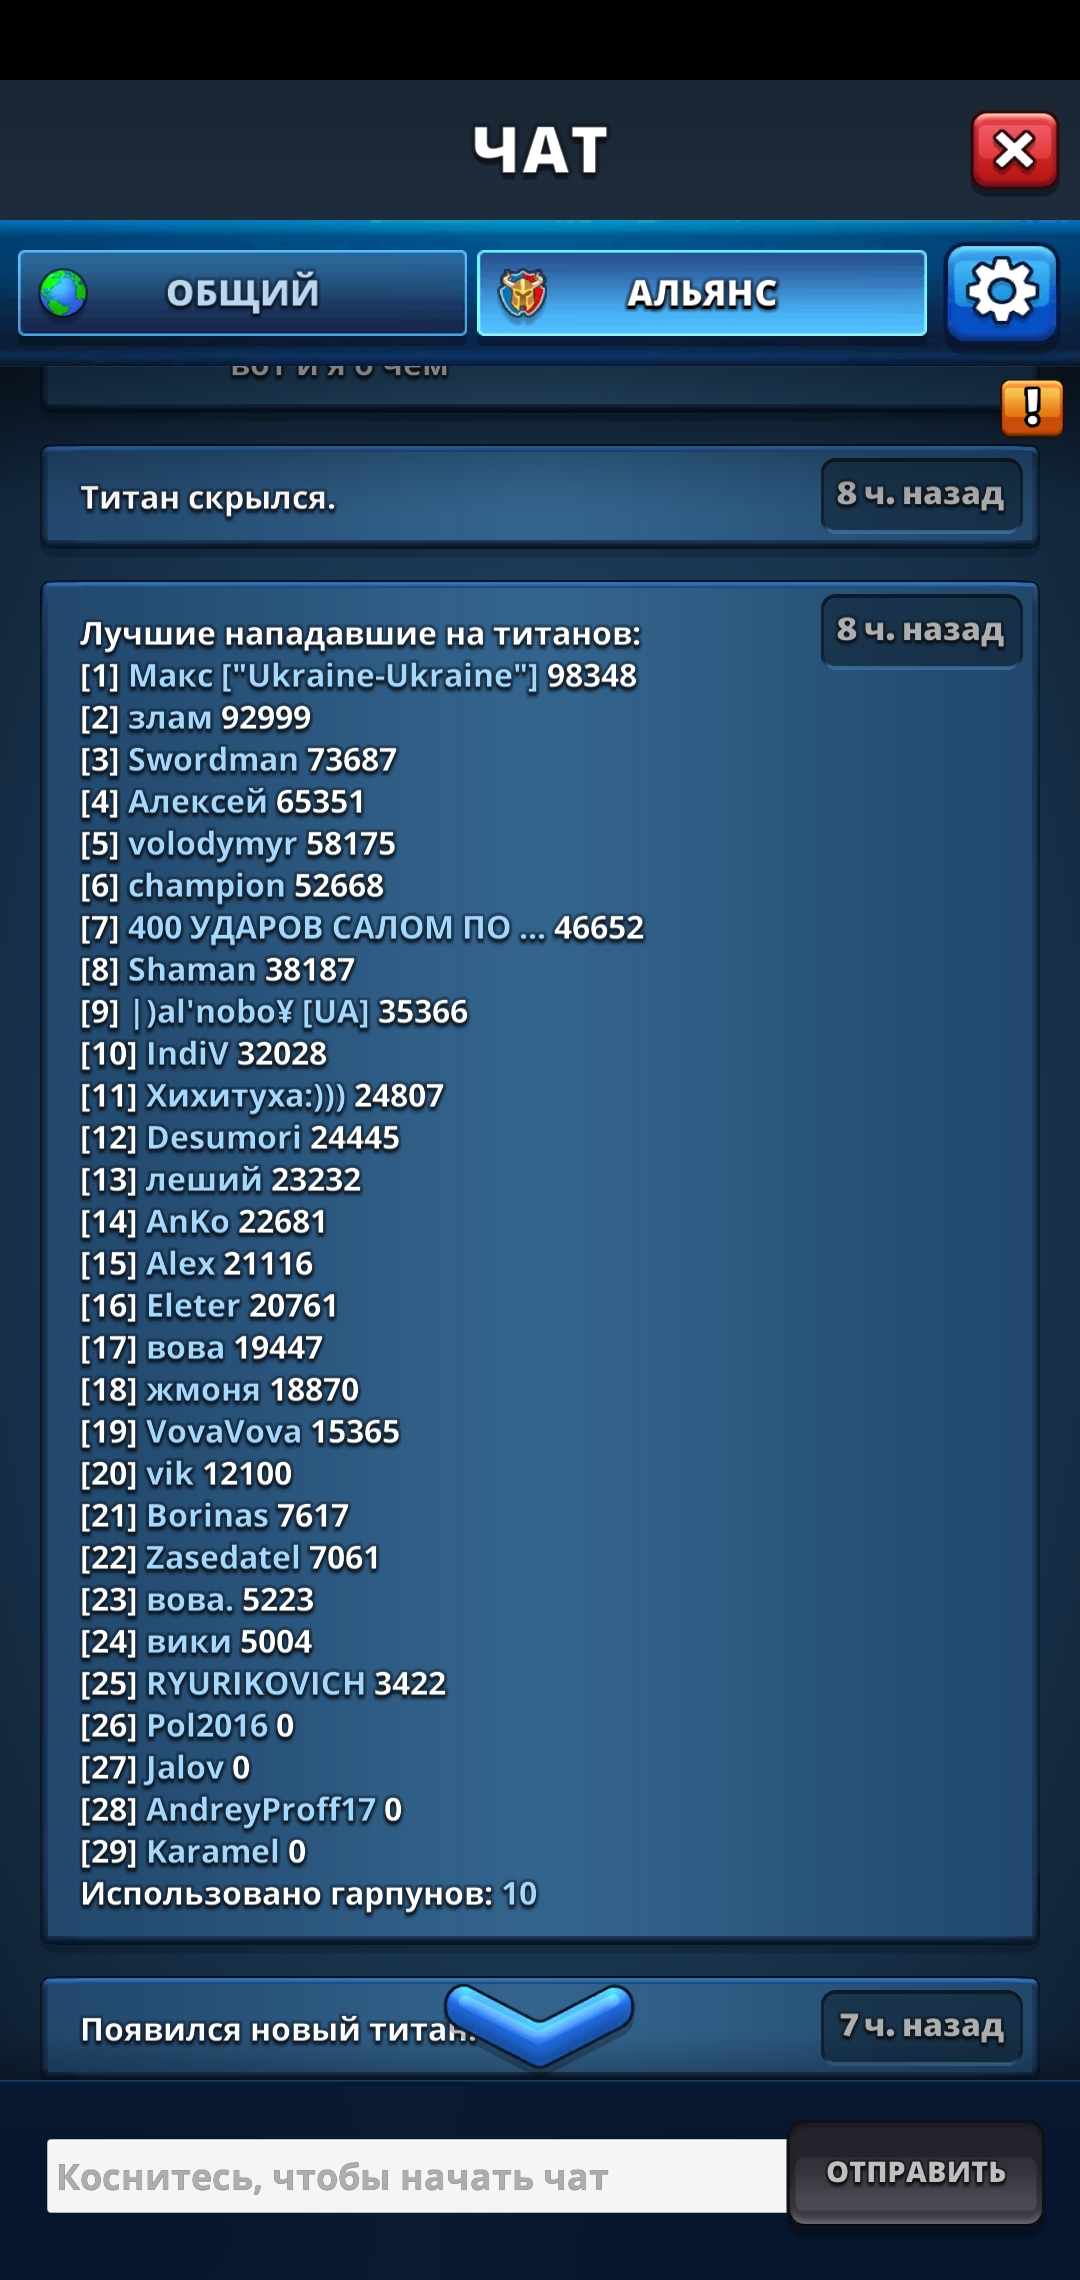 ЧАТ
ОБЩИЙ
АЛЬЯНС
вот и я о чем
!
Титан скрылся.
8 ч. назад
Лучшие нападавшие на титанов:
8 ч. назад
[1] Макс ["Ukraine-Ukraine"] 98348
[2] злам 92999
[3] Swordman 73687
[4] Алексей 65351
[5] volodymyr 58175
[6] champion 52668
[7] 400 УДАРОВ САЛОМ ПО ... 46652
[8] Shaman 38187
[9] |)al'nobo¥ [UA] 35366
[10] IndiV 32028
[11] Хихитуха:))) 24807
[12] Desumori 24445
[13] леший 23232
[14] AnKo 22681
[15] Alex 21116
[16] Eleter 20761
[17] вова 19447
[18] жмоня 18870
[19] VovaVova 15365
[20] vik 12100
[21] Borinas 7617
[22] Zasedatel 7061
[23] вова. 5223
[24] вики 5004
[25] RYURIKOVICH 3422
[26] Pol2016 0
[27] Jalov 0
[28] AndreyProff17 0
[29] Karamel 0
Использовано гарпунов: 10
Появился новый титан.
7 ч. назад
Коснитесь, чтобы начать чат
ОТПРАВИТЬ